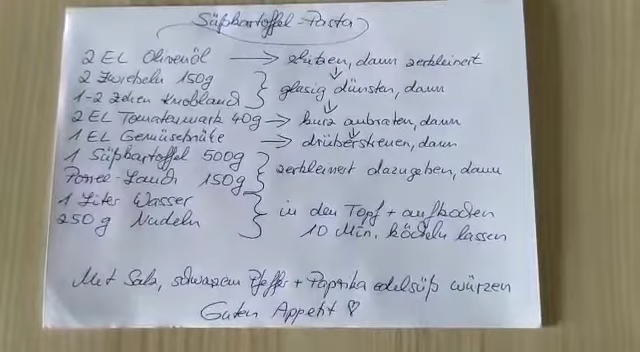 Süßkartoffel-Pasta
2 EL Olivenöl → erhitzen, dann zerkleinert
2 Zwiebeln 150g
1-2 Zehen Knoblauch } glasig dünsten, dann
2 EL Tomatenmark 40g → kurz anbraten, dann
1 EL Gemüsebrühe → drüberstreuen, dann
1 Süßkartoffel 500g
Porree-Lauch 150g } zerkleinert dazugeben, dann
1 Liter Wasser
250 g Nudeln } in den Topf + aufkochen
10 Min. köcheln lassen
Mit Salz, schwarzem Pfeffer + Paprika edelsüß würzen
Guten Appetit ♡